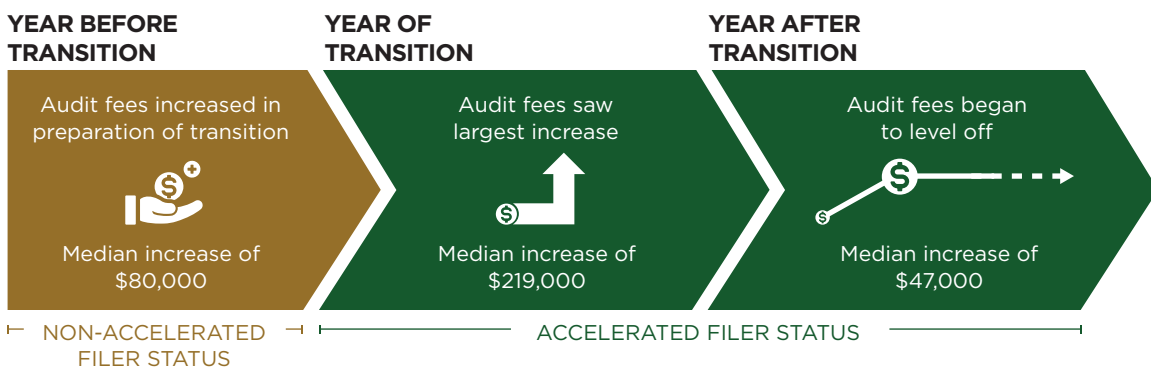 YEAR BEFORE
TRANSITION
Audit fees increased in
preparation of transition
$
+
Median increase of
$80,000
NON-ACCELERATED
FILER STATUS
YEAR OF
TRANSITION
Audit fees saw
largest increase
$
Median increase of
$219,000
YEAR AFTER
TRANSITION
Audit fees began
to level off
$
$
Median increase of
$47,000
ACCELERATED FILER STATUS